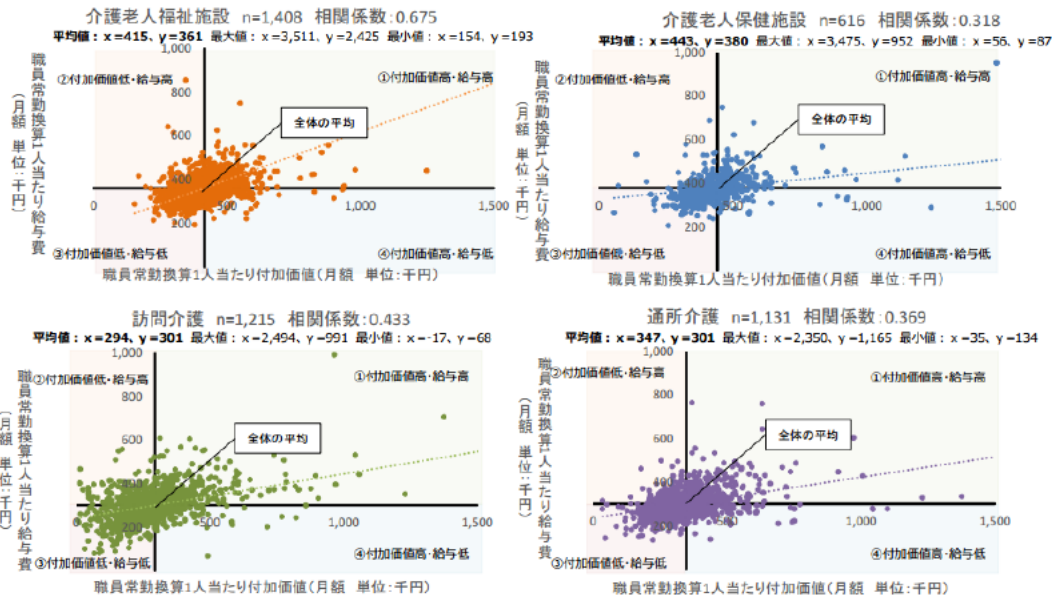 介護老人福祉施設 n=1,408 相関係数:0.675
平均値：x=415、y=361 最大値：x=3,511、y=2,425 最小値：x=154、y=193
職員常勤換算1人当たり給与費
（月額 単位:千円）
1,000
800
600
400
200
0
500
1,000
1,500
②付加価値低・給与高
①付加価値高・給与高
全体の平均
③付加価値低・給与低
④付加価値高・給与低
職員常勤換算1人当たり付加価値(月額 単位:千円)
介護老人保健施設 n=616 相関係数:0.318
平均値：x=443、y=380 最大値：x=3,475、y=952 最小値：x=56、y=87
職員常勤換算1人当たり給与費
（月額 単位:千円）
1,000
800
600
400
200
0
500
1,000
1,500
②付加価値低・給与高
①付加価値高・給与高
全体の平均
③付加価値低・給与低
④付加価値高・給与低
職員常勤換算1人当たり付加価値(月額 単位:千円)
訪問介護 n=1,215 相関係数:0.433
平均値：x=294、y=301 最大値：x=2,494、y=991 最小値：x=-17、y=68
職員常勤換算1人当たり給与費
（月額 単位:千円）
1,000
800
600
400
200
0
500
1,000
1,500
②付加価値低・給与高
①付加価値高・給与高
全体の平均
③付加価値低・給与低
④付加価値高・給与低
職員常勤換算1人当たり付加価値(月額 単位:千円)
通所介護 n=1,131 相関係数:0.369
平均値：x=347、y=301 最大値：x=2,350、y=1,165 最小値：x=35、y=134
職員常勤換算1人当たり給与費
（月額 単位:千円）
1,000
800
600
400
200
0
500
1,000
1,500
②付加価値低・給与高
①付加価値高・給与高
全体の平均
③付加価値低・給与低
④付加価値高・給与低
職員常勤換算1人当たり付加価値(月額 単位:千円)